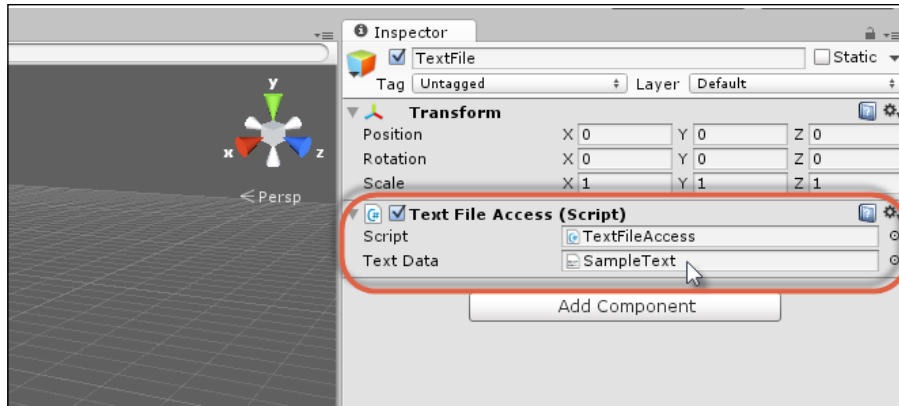 Inspector
TextFile Static
Tag Untagged Layer Default
Transform
Position X 0 Y 0 Z 0
Rotation X 0 Y 0 Z 0
Scale X 1 Y 1 Z 1
y
x z
Persp
C# Text File Access (Script)
Script C# TextFileAccess
Text Data SampleText
Add Component